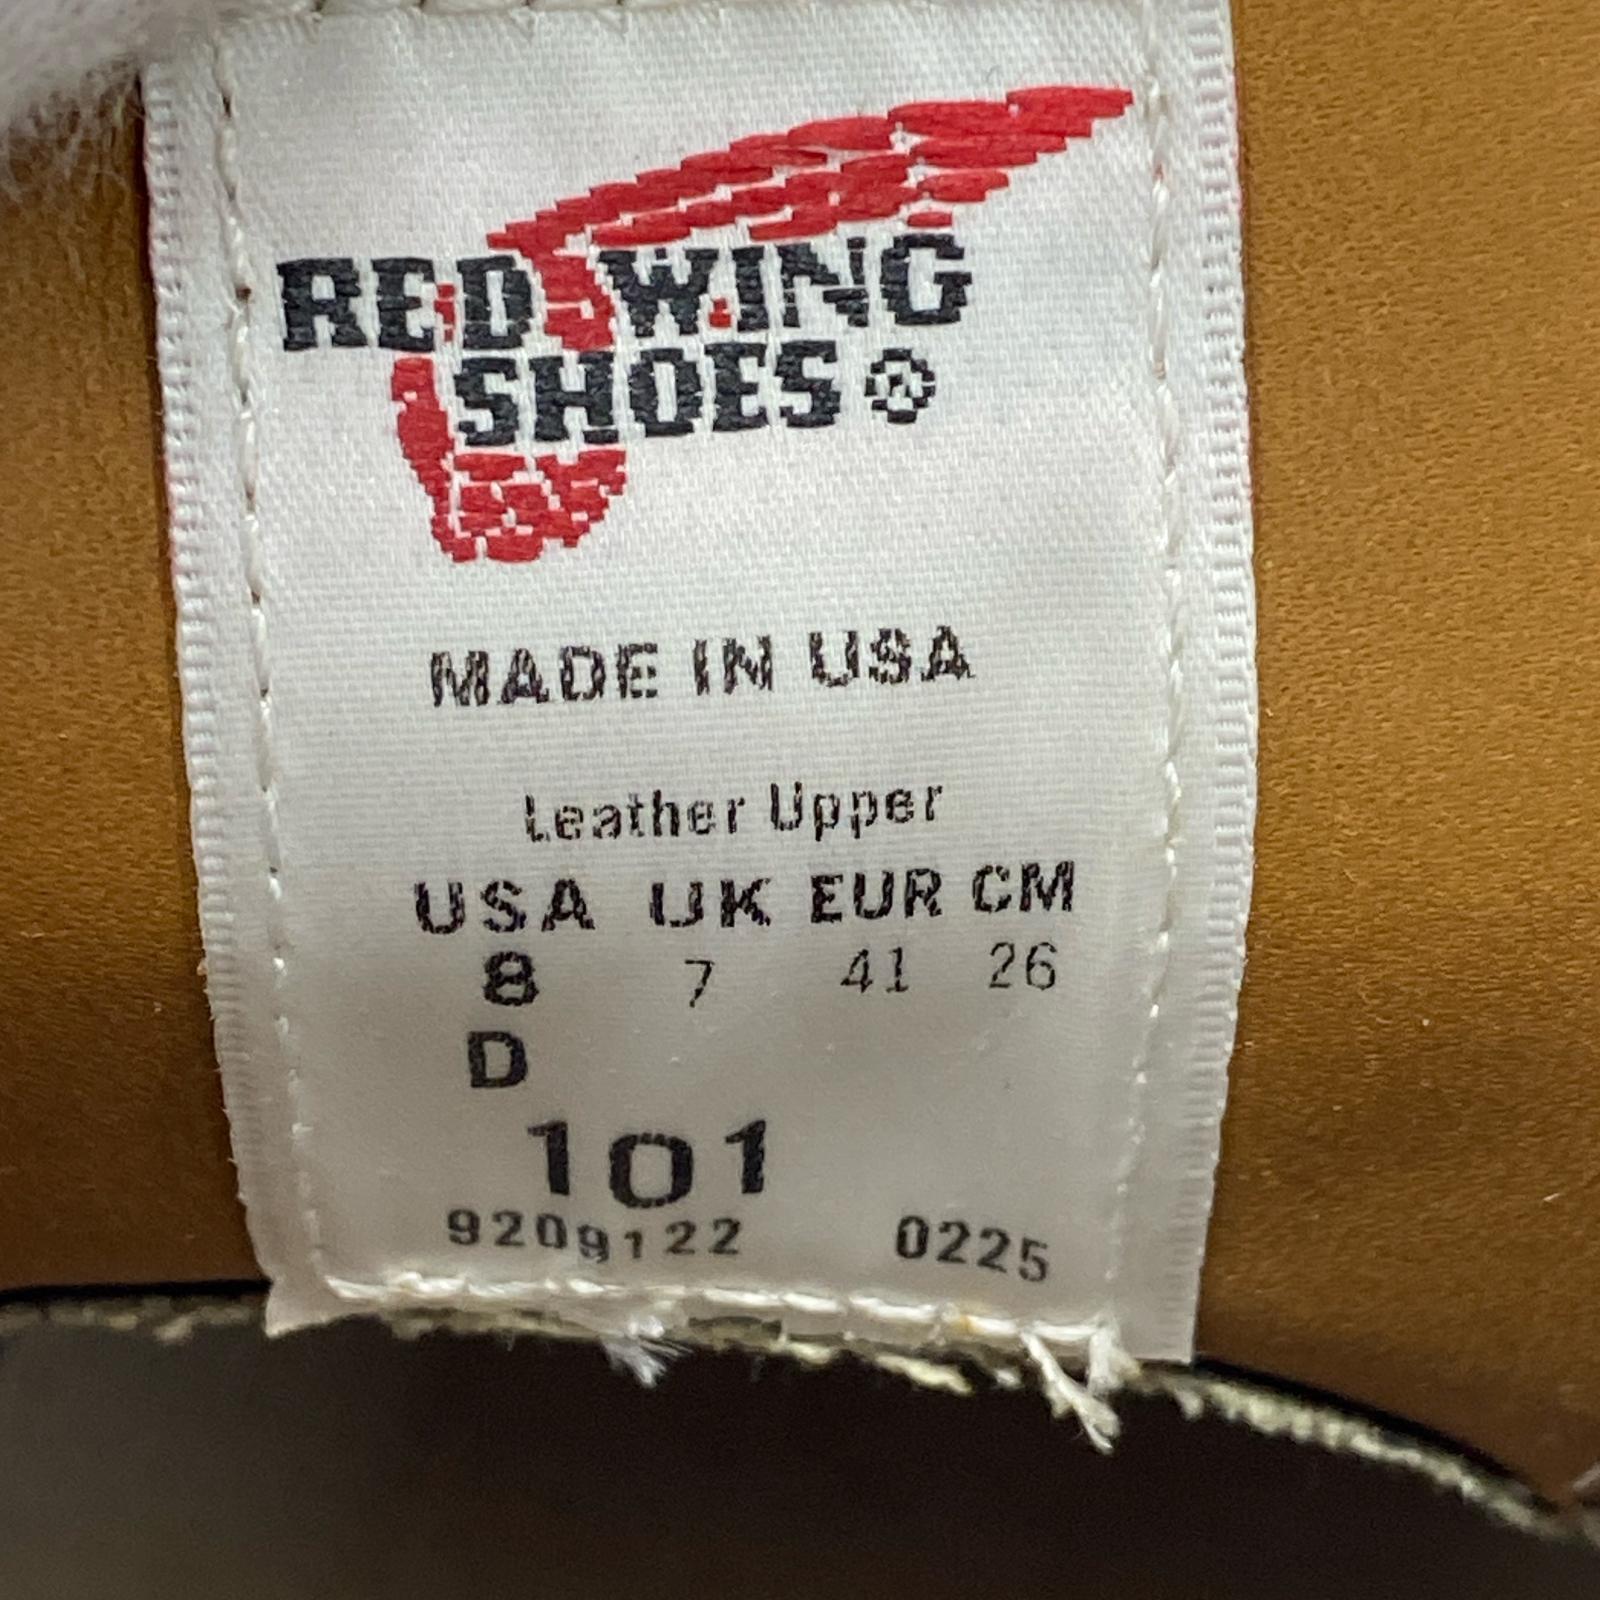 RED WING
SHOES®
MADE IN USA
Leather Upper
USA UK EUR CM
8 7 41 26
D
101
9209122 0225